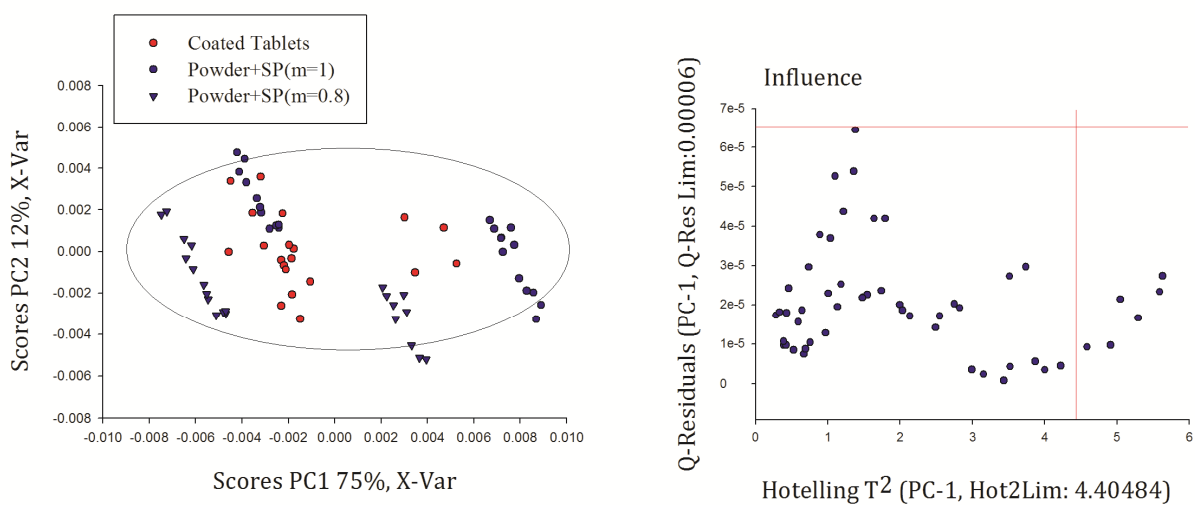 Coated Tablets
Powder+SP(m=1)
Powder+SP(m=0.8)
Scores PC2 12%, X-Var
0.008
0.006
0.004
0.002
0.000
-0.002
-0.004
-0.006
-0.008
-0.010 -0.008 -0.006 -0.004 -0.002 0.000 0.002 0.004 0.006 0.008 0.010
Scores PC1 75%, X-Var
Influence
Q-Residuals (PC-1, Q-Res Lim:0.00006)
7e-5
6e-5
5e-5
4e-5
3e-5
2e-5
1e-5
0
0 1 2 3 4 5 6
Hotelling T² (PC-1, Hot2Lim: 4.40484)